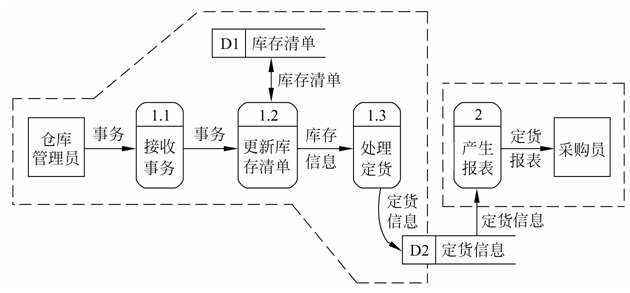 D1 库存清单
库存清单
仓库
管理员
事务
1.1
接收
事务
事务
1.2
更新库
存清单
库存
信息
1.3
处理
定货
定货
信息
D2 定货信息
定货信息
2
产生
报表
定货
报表
采购员